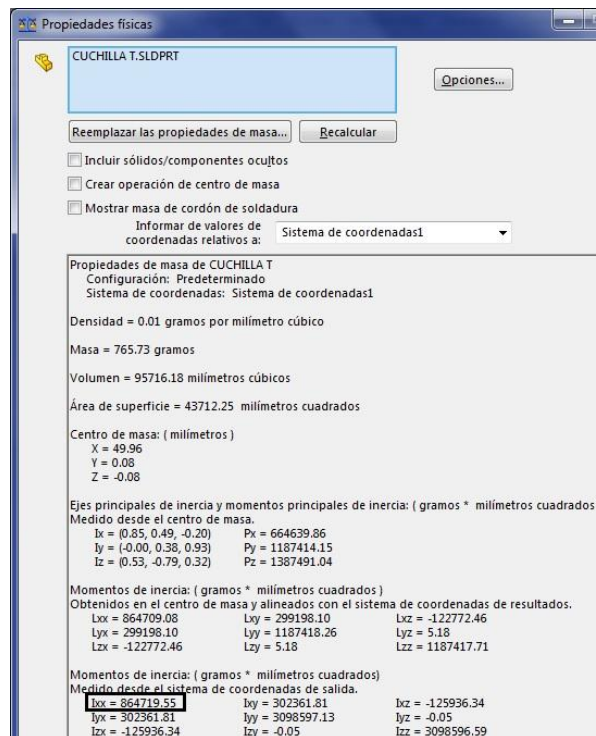 Propiedades físicas
CUCHILLA T.SLDPRT
Opciones...
Reemplazar las propiedades de masa... Recalcular
Incluir sólidos/componentes ocultos
Crear operación de centro de masa
Mostrar masa de cordón de soldadura
Informar de valores de
coordenadas relativos a: Sistema de coordenadas1
Propiedades de masa de CUCHILLA T
Configuración: Predeterminado
Sistema de coordenadas: Sistema de coordenadas1
Densidad = 0.01 gramos por milímetro cúbico
Masa = 765.73 gramos
Volumen = 95716.18 milímetros cúbicos
Área de superficie = 43712.25 milímetros cuadrados
Centro de masa: ( milímetros )
X = 49.96
Y = 0.08
Z = -0.08
Ejes principales de inercia y momentos principales de inercia: ( gramos * milímetros cuadrados
Medido desde el centro de masa.
Ix = (0.85, 0.49, -0.20) Px = 664639.86
Iy = (-0.00, 0.38, 0.93) Py = 1187414.15
Iz = (0.53, -0.79, 0.32) Pz = 1387491.04
Momentos de inercia: ( gramos * milímetros cuadrados )
Obtenidos en el centro de masa y alineados con el sistema de coordenadas de resultados.
Lxx = 864709.08 Lxy = 299198.10 Lxz = -122772.46
Lyx = 299198.10 Lyy = 1187418.26 Lyz = 5.18
Lzx = -122772.46 Lzy = 5.18 Lzz = 1187417.71
Momentos de inercia: ( gramos * milímetros cuadrados)
Medido desde el sistema de coordenadas de salida.
Ixx = 864719.55 Ixy = 302361.81 Ixz = -125936.34
Iyx = 302361.81 Iyy = 3098597.13 Iyz = -0.05
Izx = -125936.34 Izy = -0.05 Izz = 3098596.59